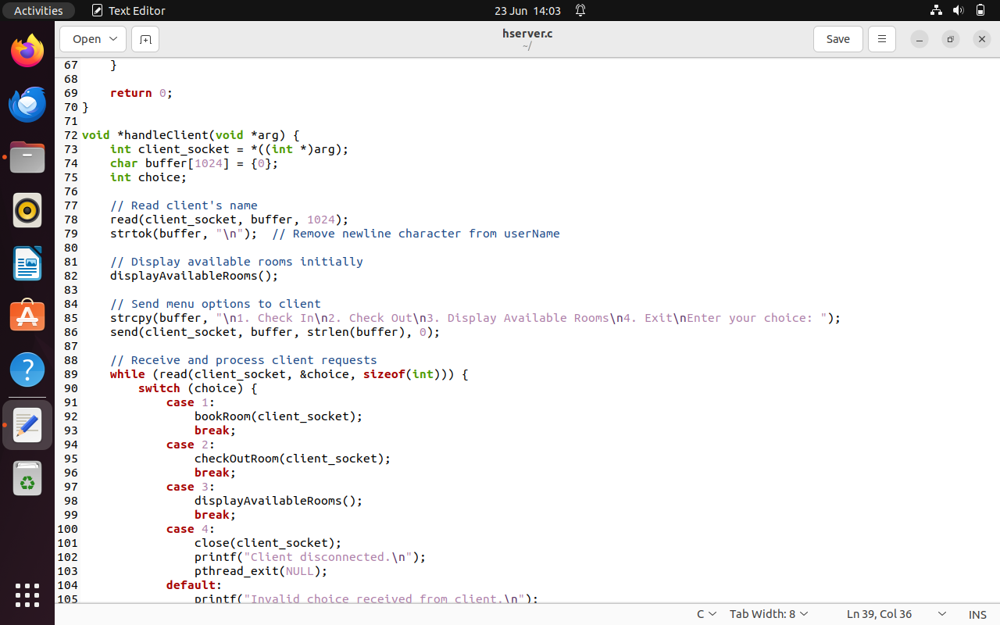 Activities Text Editor 23 Jun 14:03
Open hserver.c Save
~/
67     }
68
69     return 0;
70 }
71
72 void *handleClient(void *arg) {
73     int client_socket = *((int *)arg);
74     char buffer[1024] = {0};
75     int choice;
76
77     // Read client's name
78     read(client_socket, buffer, 1024);
79     strtok(buffer, "\n");  // Remove newline character from userName
80
81     // Display available rooms initially
82     displayAvailableRooms();
83
84     // Send menu options to client
85     strcpy(buffer, "\n1. Check In\n2. Check Out\n3. Display Available Rooms\n4. Exit\nEnter your choice: ");
86     send(client_socket, buffer, strlen(buffer), 0);
87
88     // Receive and process client requests
89     while (read(client_socket, &choice, sizeof(int))) {
90         switch (choice) {
91             case 1:
92                 bookRoom(client_socket);
93                 break;
94             case 2:
95                 checkOutRoom(client_socket);
96                 break;
97             case 3:
98                 displayAvailableRooms();
99                 break;
100             case 4:
101                 close(client_socket);
102                 printf("Client disconnected.\n");
103                 pthread_exit(NULL);
104             default:
105                 printf("Invalid choice received from client.\n");
C Tab Width: 8 Ln 39, Col 36 INS